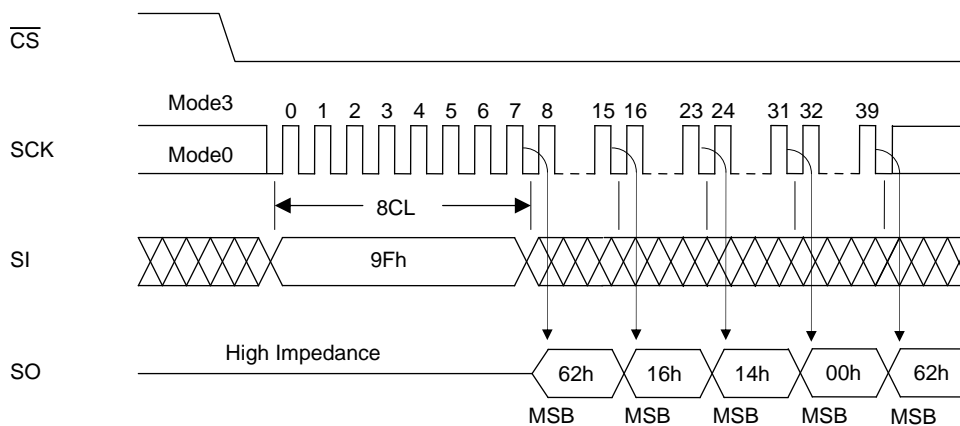 CS
Mode3 0 1 2 3 4 5 6 7 8 15 16 23 24 31 32 39
SCK
Mode0
8CL
SI 9Fh
High Impedance
SO 62h 16h 14h 00h 62h
MSB MSB MSB MSB MSB